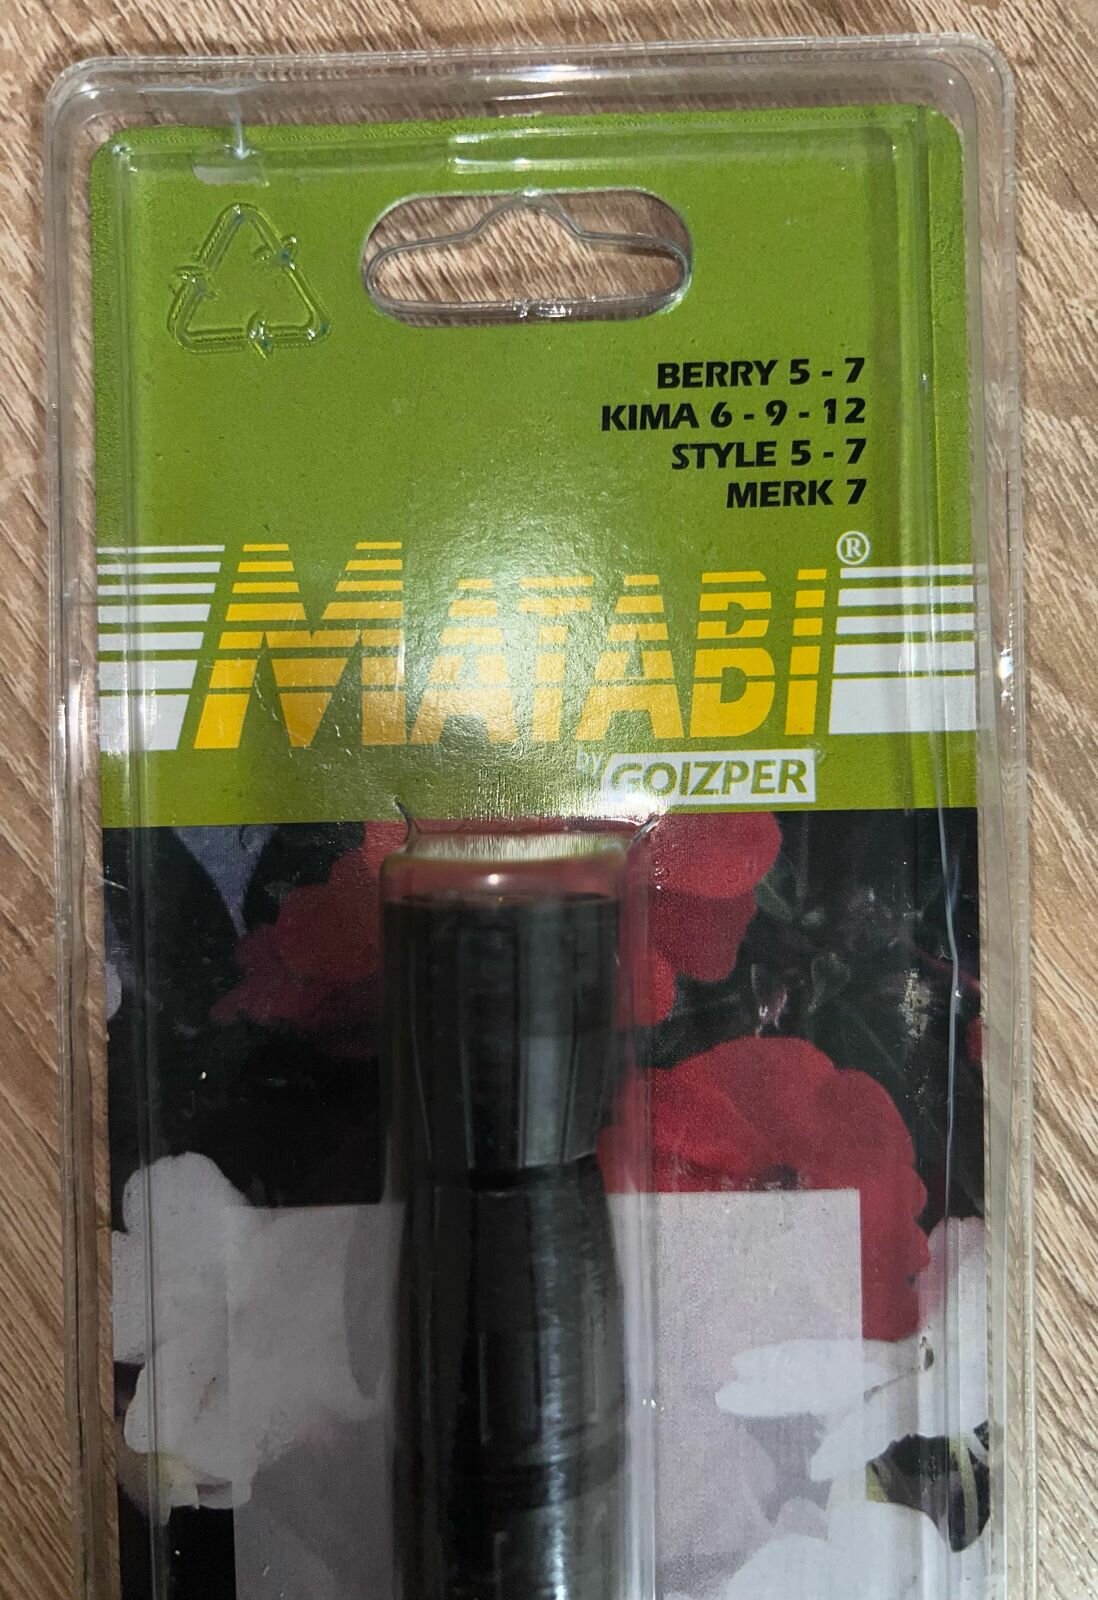 BERRY 5 - 7
KIMA 6 - 9 - 12
STYLE 5 - 7
MERK 7
MATABI®
by GOIZPER